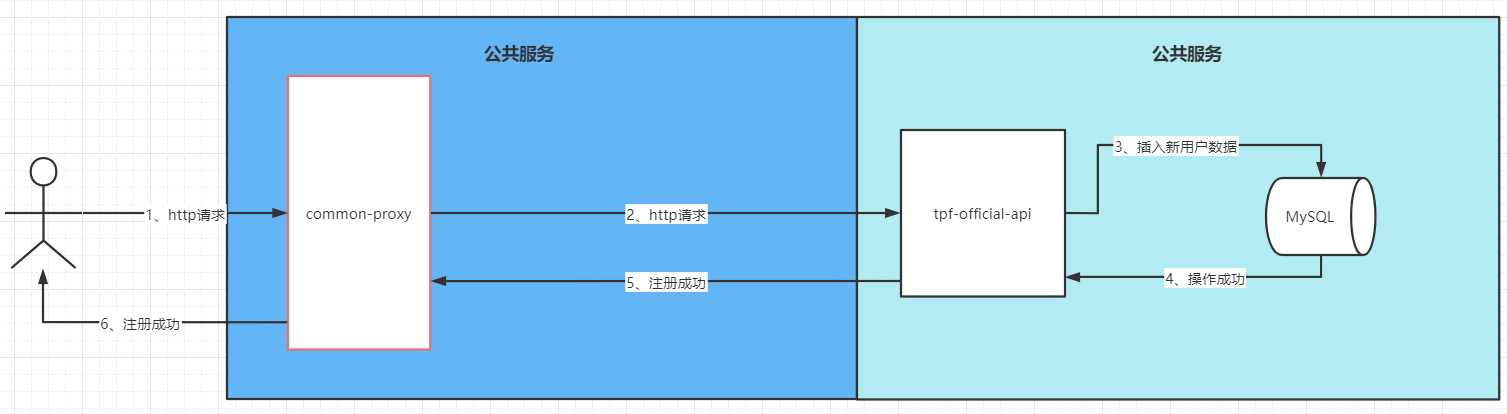 公共服务
公共服务
common-proxy
tpf-official-api
MySQL
1、http请求
2、http请求
3、插入新用户数据
4、操作成功
5、注册成功
6、注册成功